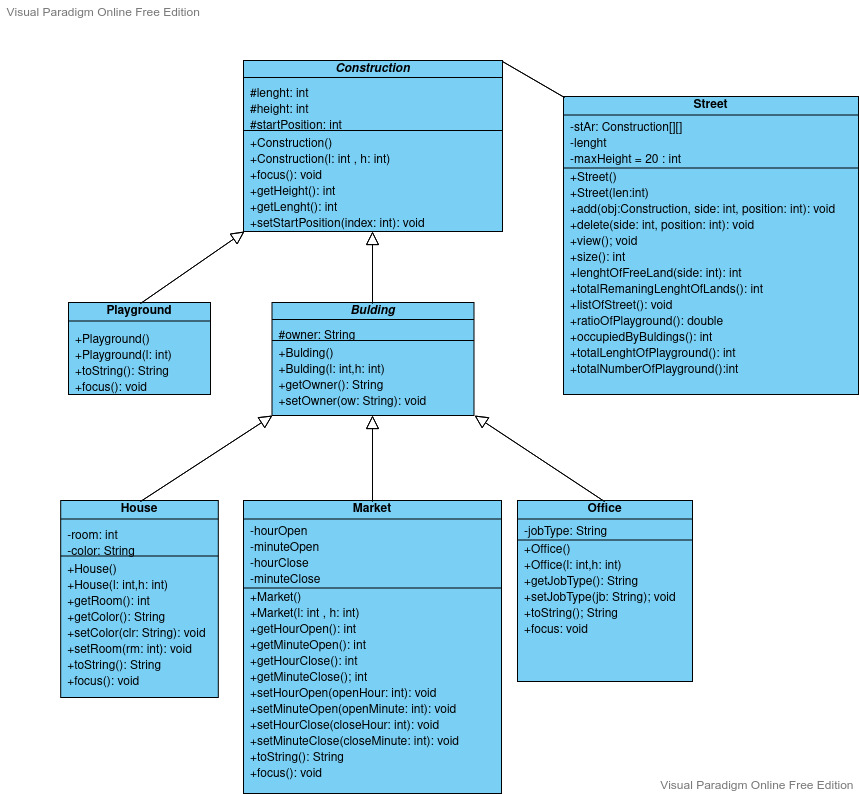 Visual Paradigm Online Free Edition
Construction
#lenght: int
#height: int
#startPosition: int
+Construction()
+Construction(l: int , h: int)
+focus(): void
+getHeight(): int
+getLenght(): int
+setStartPosition(index: int): void
Street
-stAr: Construction[][]
-lenght
-maxHeight = 20 : int
+Street()
+Street(len:int)
+add(obj:Construction, side: int, position: int): void
+delete(side: int, position: int): void
+view(); void
+size(): int
+lenghtOfFreeLand(side: int): int
+totalRemaningLenghtOfLands(): int
+listOfStreet(): void
+ratioOfPlayground(): double
+occupiedByBuldings(): int
+totalLenghtOfPlayground(): int
+totalNumberOfPlayground():int
Playground
+Playground()
+Playground(l: int)
+toString(): String
+focus(): void
Bulding
#owner: String
+Bulding()
+Bulding(l: int,h: int)
+getOwner(): String
+setOwner(ow: String): void
House
-room: int
-color: String
+House()
+House(l: int,h: int)
+getRoom(): int
+getColor(): String
+setColor(clr: String): void
+setRoom(rm: int): void
+toString(): String
+focus(): void
Market
-hourOpen
-minuteOpen
-hourClose
-minuteClose
+Market()
+Market(l: int , h: int)
+getHourOpen(): int
+getMinuteOpen(): int
+getHourClose(): int
+getMinuteClose(); int
+setHourOpen(openHour: int): void
+setMinuteOpen(openMinute: int): void
+setHourClose(closeHour: int): void
+setMinuteClose(closeMinute: int): void
+toString(): String
+focus(): void
Office
-jobType: String
+Office()
+Office(l: int,h: int)
+getJobType(): String
+setJobType(jb: String); void
+toString(); String
+focus: void
Visual Paradigm Online Free Edition